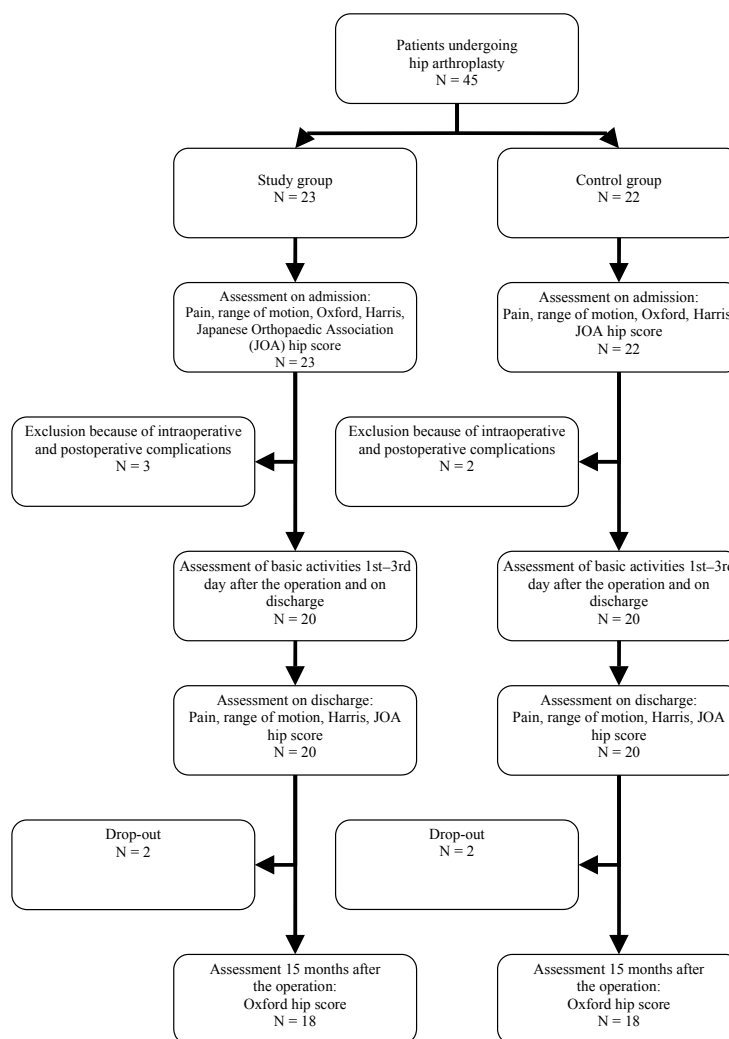 Patients undergoing
hip arthroplasty
N = 45
Study group
N = 23
Control group
N = 22
Assessment on admission:
Pain, range of motion, Oxford, Harris,
Japanese Orthopaedic Association
(JOA) hip score
N = 23
Assessment on admission:
Pain, range of motion, Oxford, Harris,
JOA hip score
N = 22
Exclusion because of intraoperative
and postoperative complications
N = 3
Exclusion because of intraoperative
and postoperative complications
N = 2
Assessment of basic activities 1st–3rd
day after the operation and on
discharge
N = 20
Assessment of basic activities 1st–3rd
day after the operation and on
discharge
N = 20
Assessment on discharge:
Pain, range of motion, Harris, JOA
hip score
N = 20
Assessment on discharge:
Pain, range of motion, Harris, JOA
hip score
N = 20
Drop-out
N = 2
Drop-out
N = 2
Assessment 15 months after
the operation:
Oxford hip score
N = 18
Assessment 15 months after
the operation:
Oxford hip score
N = 18